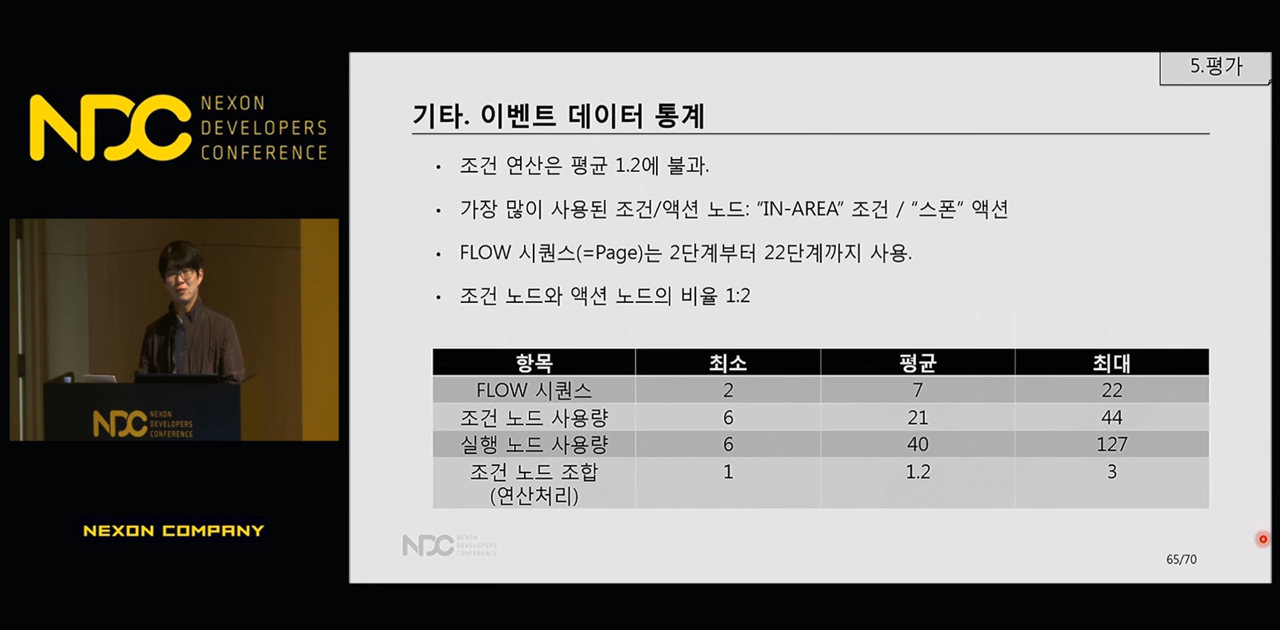 NDC
NEXON
DEVELOPERS
CONFERENCE
NDC
NEXON
DEVELOPERS
CONFERENCE
NEXON COMPANY
5.평가
기타. 이벤트 데이터 통계
• 조건 연산은 평균 1.2에 불과.
• 가장 많이 사용된 조건/액션 노드: “IN-AREA” 조건 / “스폰” 액션
• FLOW 시퀀스(=Page)는 2단계부터 22단계까지 사용.
• 조건 노드와 액션 노드의 비율 1:2
항목 최소 평균 최대
FLOW 시퀀스 2 7 22
조건 노드 사용량 6 21 44
실행 노드 사용량 6 40 127
조건 노드 조합 1 1.2 3
(연산처리)
NDC
NEXON
DEVELOPERS
CONFERENCE
65/70